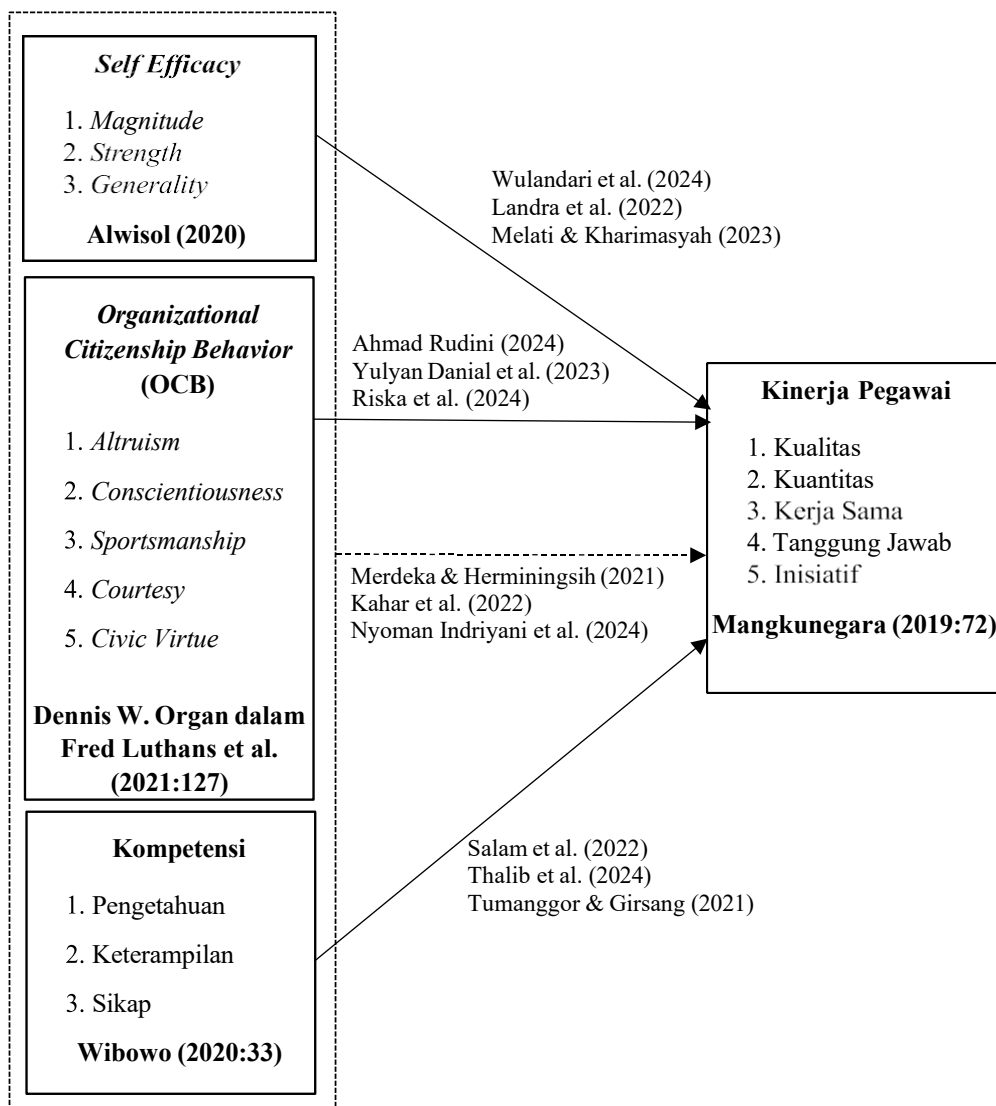 Self Efficacy
1. Magnitude
2. Strength
3. Generality
Alwisol (2020)
Organizational
Citizenship Behavior
(OCB)
1. Altruism
2. Conscientiousness
3. Sportsmanship
4. Courtesy
5. Civic Virtue
Dennis W. Organ dalam
Fred Luthans et al.
(2021:127)
Kompetensi
1. Pengetahuan
2. Keterampilan
3. Sikap
Wibowo (2020:33)
Wulandari et al. (2024)
Landra et al. (2022)
Melati & Kharimasyah (2023)
Ahmad Rudini (2024)
Yulyan Danial et al. (2023)
Riska et al. (2024)
Merdeka & Herminingsih (2021)
Kahar et al. (2022)
Nyoman Indriyani et al. (2024)
Salam et al. (2022)
Thalib et al. (2024)
Tumanggor & Girsang (2021)
Kinerja Pegawai
1. Kualitas
2. Kuantitas
3. Kerja Sama
4. Tanggung Jawab
5. Inisiatif
Mangkunegara (2019:72)